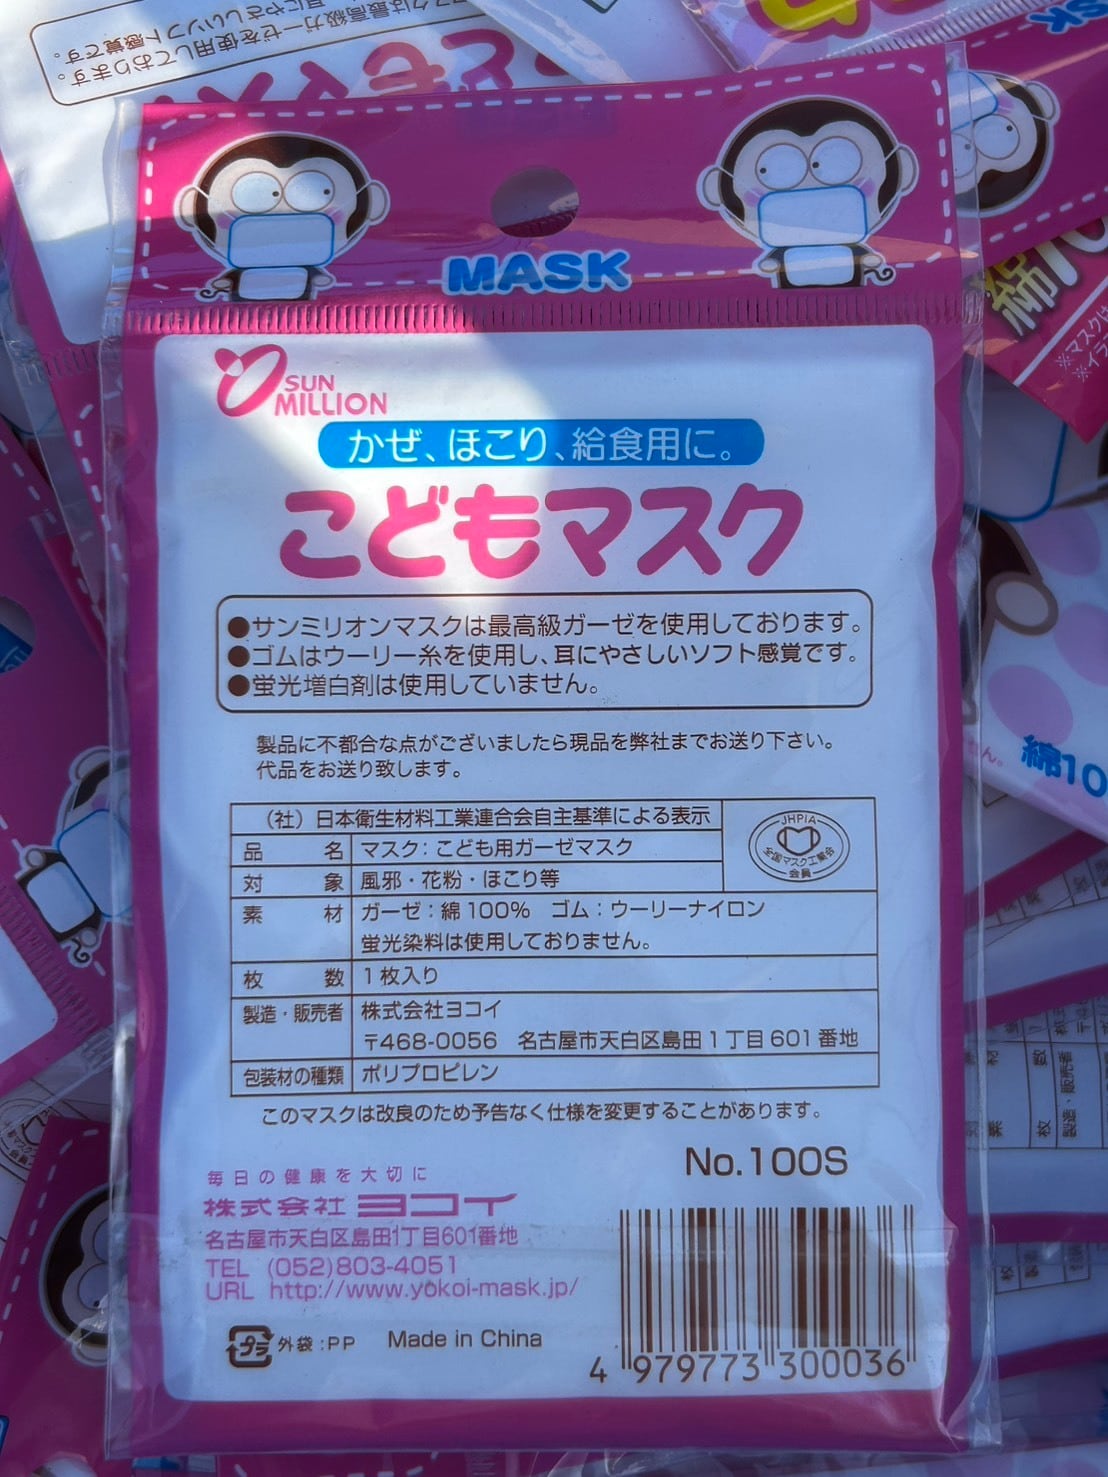 MASK
SUN
MILLION
かぜ、ほこり、給食用に。
こどもマスク
●サンミリオンマスクは最高級ガーゼを使用しております。
●ゴムはウーリー糸を使用し、耳にやさしいソフト感覚です。
●蛍光増白剤は使用していません。
製品に不都合な点がございましたら現品を弊社までお送り下さい。
代品をお送り致します。
（社）日本衛生材料工業連合会自主基準による表示
JHPIA
全国マスク工業会
会員
品 名 マスク：こども用ガーゼマスク
対 象 風邪・花粉・ほこり等
素 材 ガーゼ：綿100% ゴム：ウーリーナイロン
蛍光染料は使用しておりません。
枚 数 1枚入り
製造・販売者 株式会社ヨコイ
〒468-0056 名古屋市天白区島田1丁目601番地
包装材の種類 ポリプロピレン
このマスクは改良のため予告なく仕様を変更することがあります。
No.100S
毎日の健康を大切に
株式会社ヨコイ
名古屋市天白区島田1丁目601番地
TEL (052)803-4051
URL http://www.yokoi-mask.jp/
プラ 外袋：PP Made in China
4 979773 300036
こどもマス
綿10
綿10
枚 数
製造・販売者